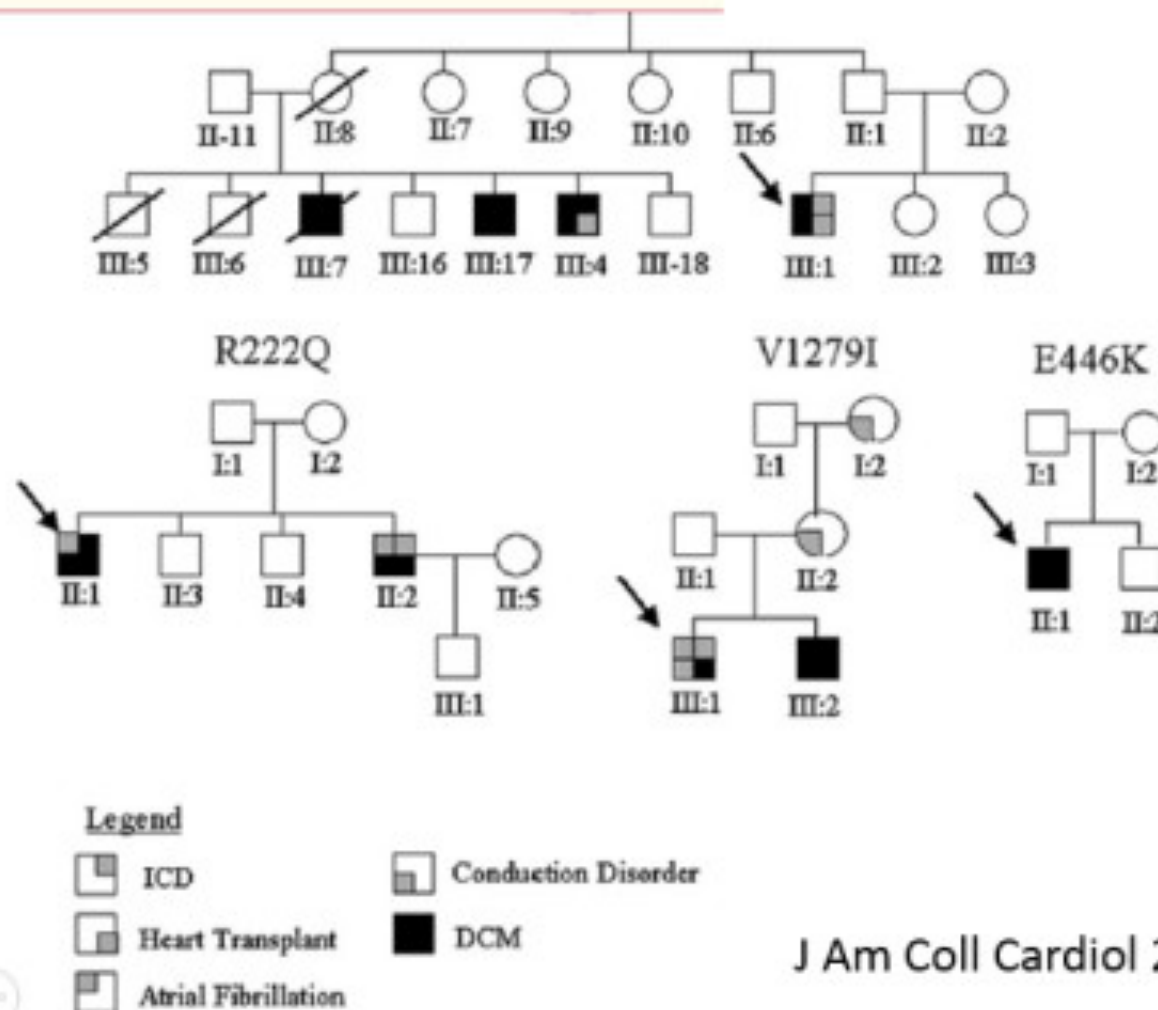 II-11 II:8 II:7 II:9 II:10 II:6 II:1 II:2
III:5 III:6 III:7 III:16 III:17 III:4 III-18 III:1 III:2 III:3
R222Q V1279I E446K
I:1 I:2 I:1 I:2 I:1 I:2
II:1 II:3 II:4 II:2 II:5 II:1 II:2 II:1 II:2
III:1 III:1 III:2
Legend
ICD Conduction Disorder
Heart Transplant DCM
Atrial Fibrillation
J Am Coll Cardiol